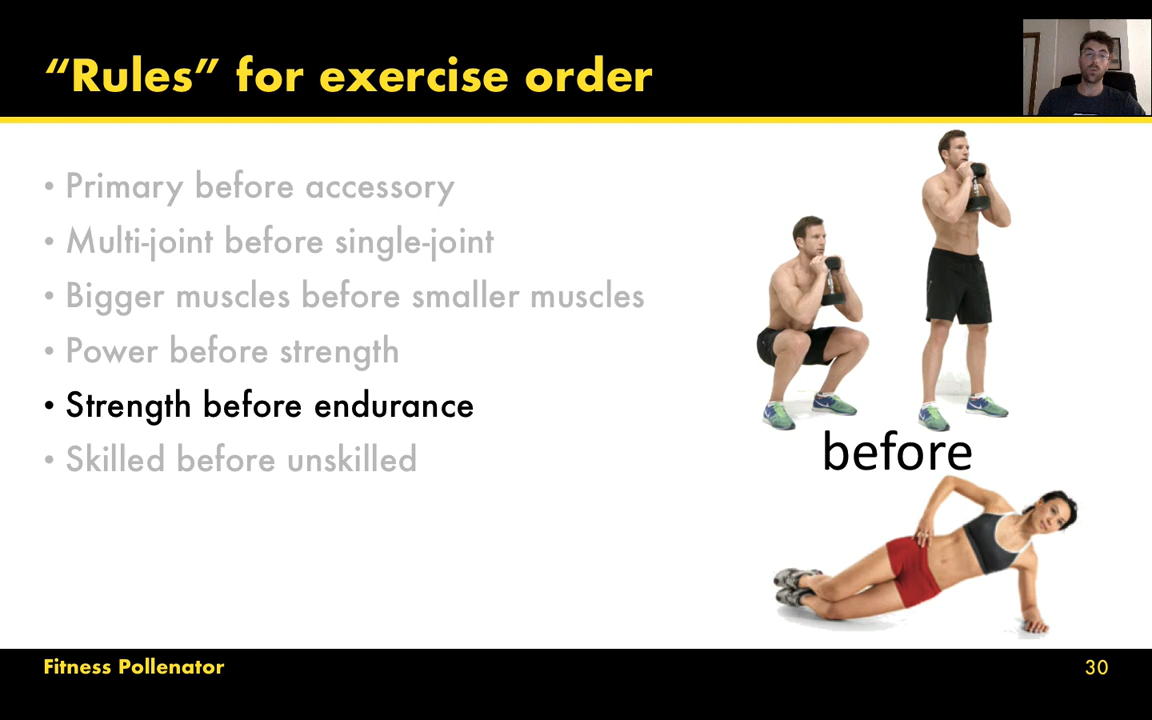 “Rules” for exercise order
• Primary before accessory
• Multi-joint before single-joint
• Bigger muscles before smaller muscles
• Power before strength
• Strength before endurance
• Skilled before unskilled
before
Fitness Pollenator
30